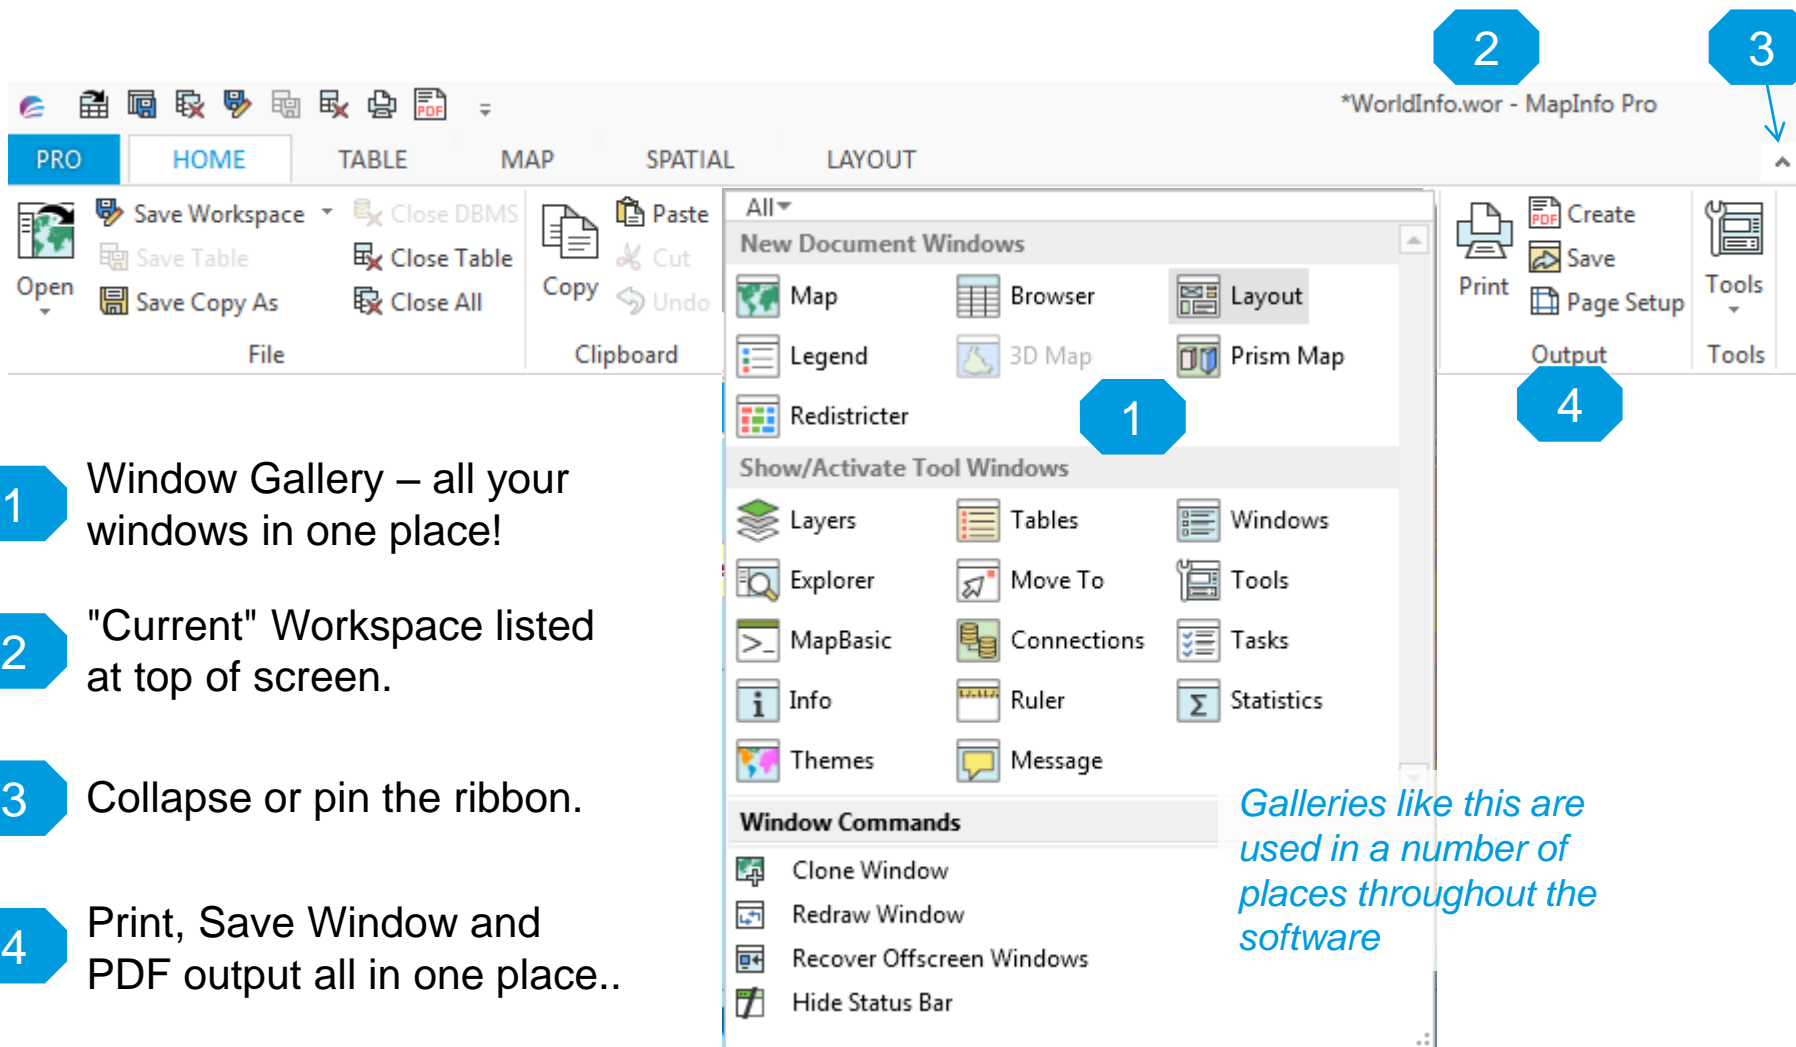 2
3
*WorldInfo.wor - MapInfo Pro
PDF
PRO HOME TABLE MAP SPATIAL LAYOUT
Open
Save Workspace
Save Table
Save Copy As
Close DBMS
Close Table
Close All
File
Copy
Paste
Cut
Undo
Clipboard
All
New Document Windows
Map Browser Layout
Legend 3D Map Prism Map
Redistricter
1
Show/Activate Tool Windows
Layers Tables Windows
Explorer Move To Tools
MapBasic Connections Tasks
Info Ruler Statistics
Themes Message
Window Commands
Clone Window
Redraw Window
Recover Offscreen Windows
Hide Status Bar
Print
PDF Create
Save
Page Setup
Output
Tools
Tools
4
1
Window Gallery – all your
windows in one place!
2
"Current" Workspace listed
at top of screen.
3
Collapse or pin the ribbon.
4
Print, Save Window and
PDF output all in one place..
Galleries like this are
used in a number of
places throughout the
software